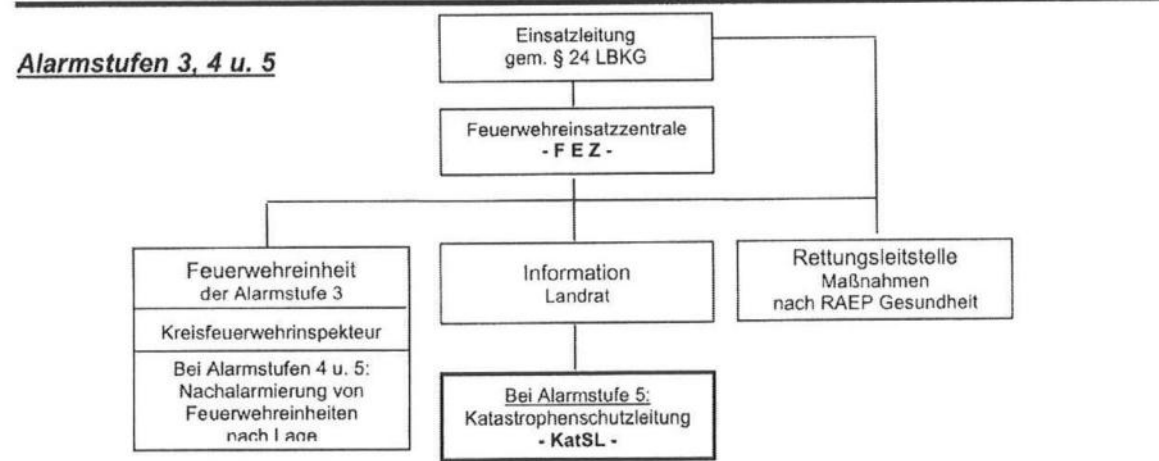 Alarmstufen 3, 4 u. 5
Einsatzleitung
gem. § 24 LBKG
Feuerwehreinsatzzentrale
- F E Z -
Feuerwehreinheit
der Alarmstufe 3
Kreisfeuerwehrinspekteur
Bei Alarmstufen 4 u. 5:
Nachalarmierung von
Feuerwehreinheiten
nach Lage
Information
Landrat
Bei Alarmstufe 5:
Katastrophenschutzleitung
- KatSL -
Rettungsleitstelle
Maßnahmen
nach RAEP Gesundheit